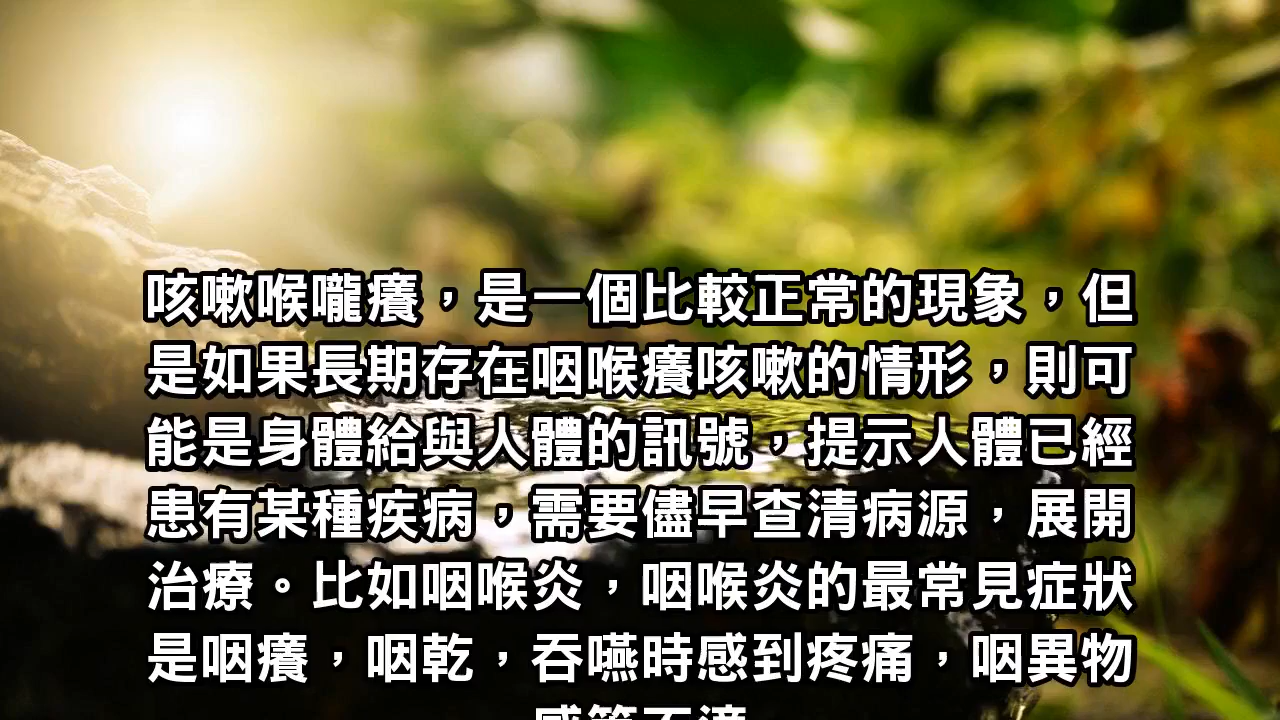 咳嗽喉嚨癢，是一個比較正常的現象，但
是如果長期存在咽喉癢咳嗽的情形，則可
能是身體給與人體的訊號，提示人體已經
患有某種疾病，需要儘早查清病源，展開
治療。比如咽喉炎，咽喉炎的最常見症狀
是咽癢，咽乾，吞嚥時感到疼痛，咽異物
感等不適